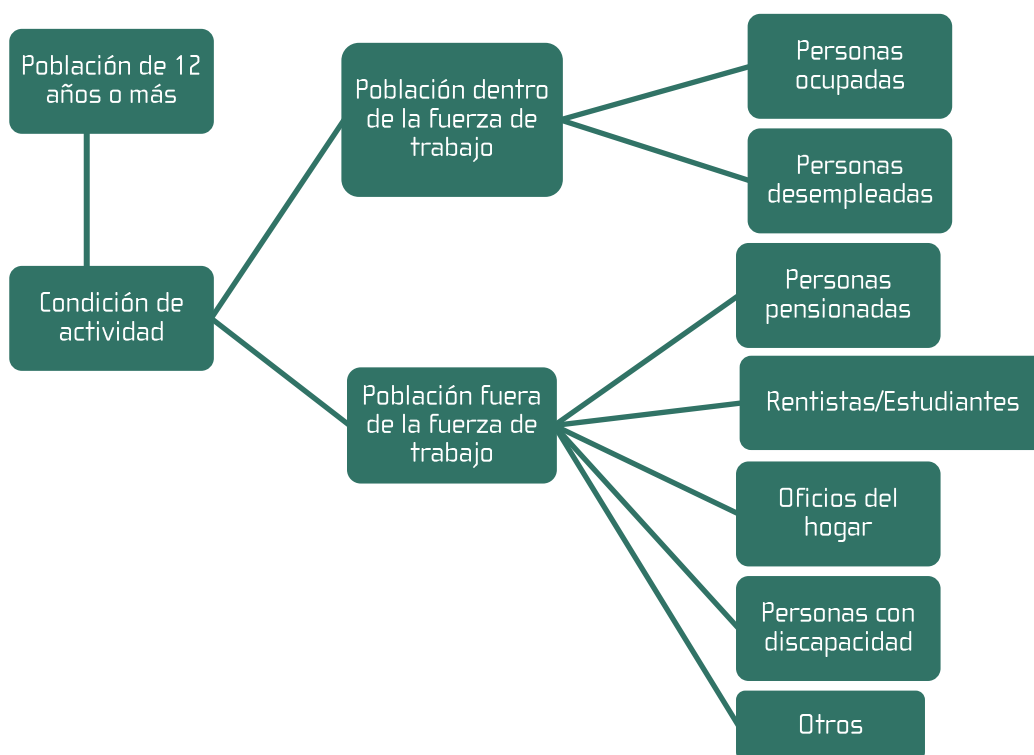 Población de 12
años o más
Condición de
actividad
Población dentro
de la fuerza de
trabajo
Personas
ocupadas
Personas
desempleadas
Población fuera
de la fuerza de
trabajo
Personas
pensionadas
Rentistas/Estudiantes
Oficios del
hogar
Personas con
discapacidad
Otros